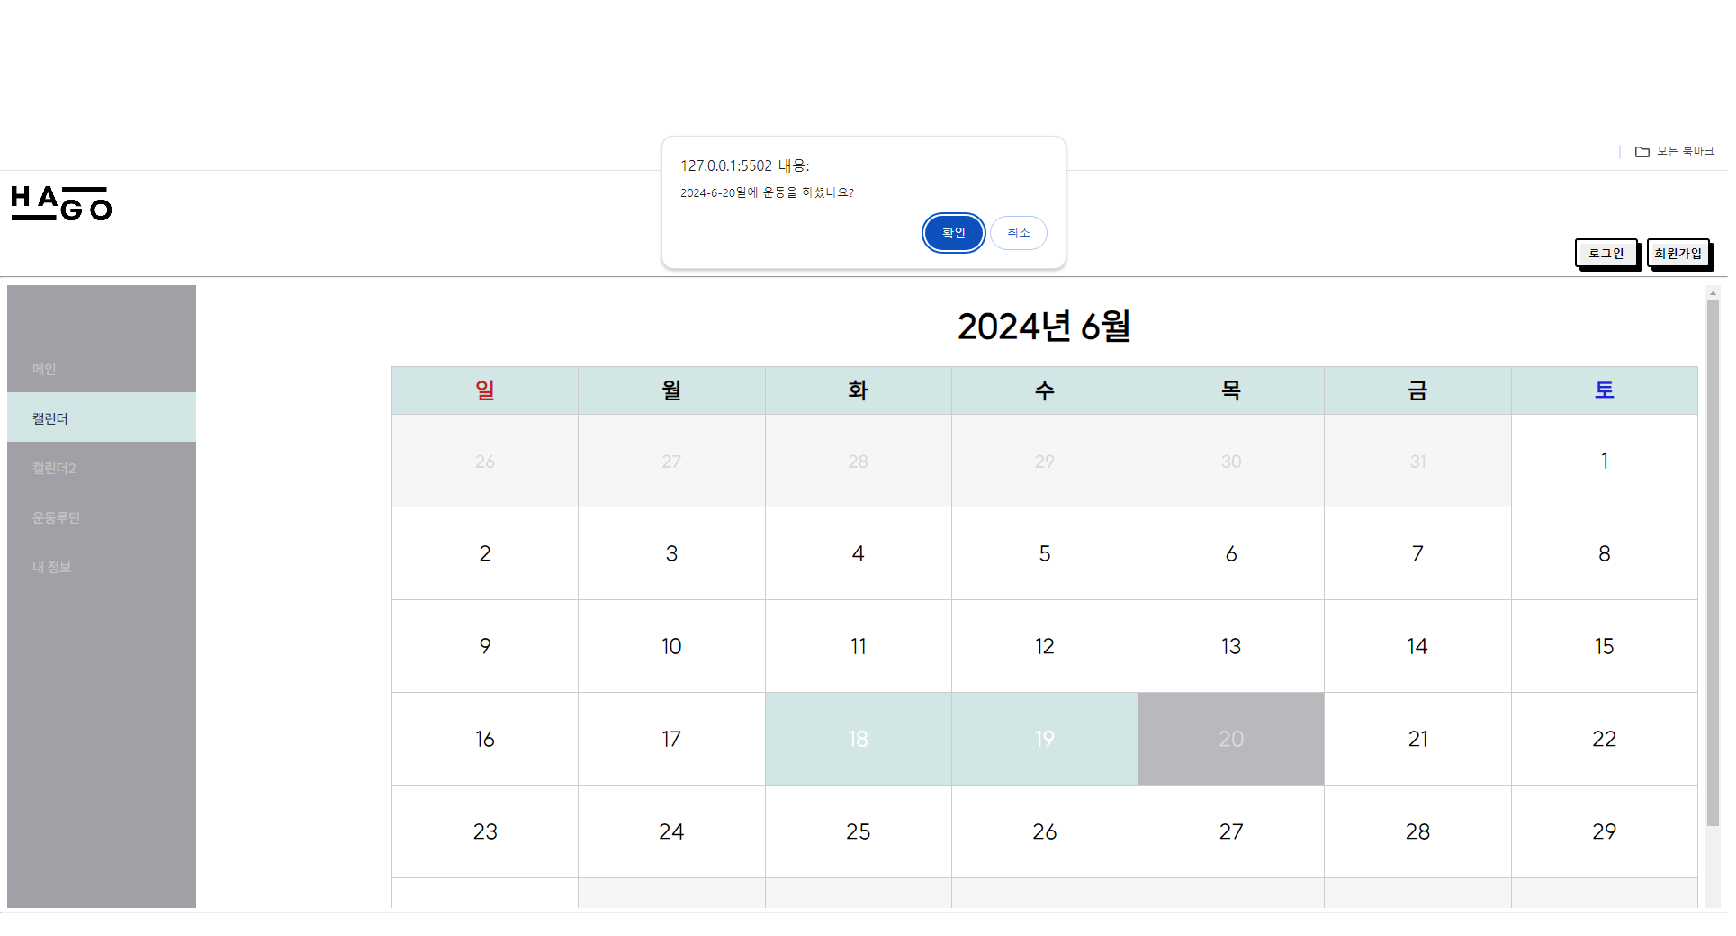 모든 북마크
127.0.0.1:5502 내용:
2024-6-20일에 운동을 하셨나요?
확인 취소
HAGO
로그인 회원가입
메인
캘린더
캘린더2
운동루틴
내 정보
2024년 6월
일 월 화 수 목 금 토
26 27 28 29 30 31 1
2 3 4 5 6 7 8
9 10 11 12 13 14 15
16 17 18 19 20 21 22
23 24 25 26 27 28 29